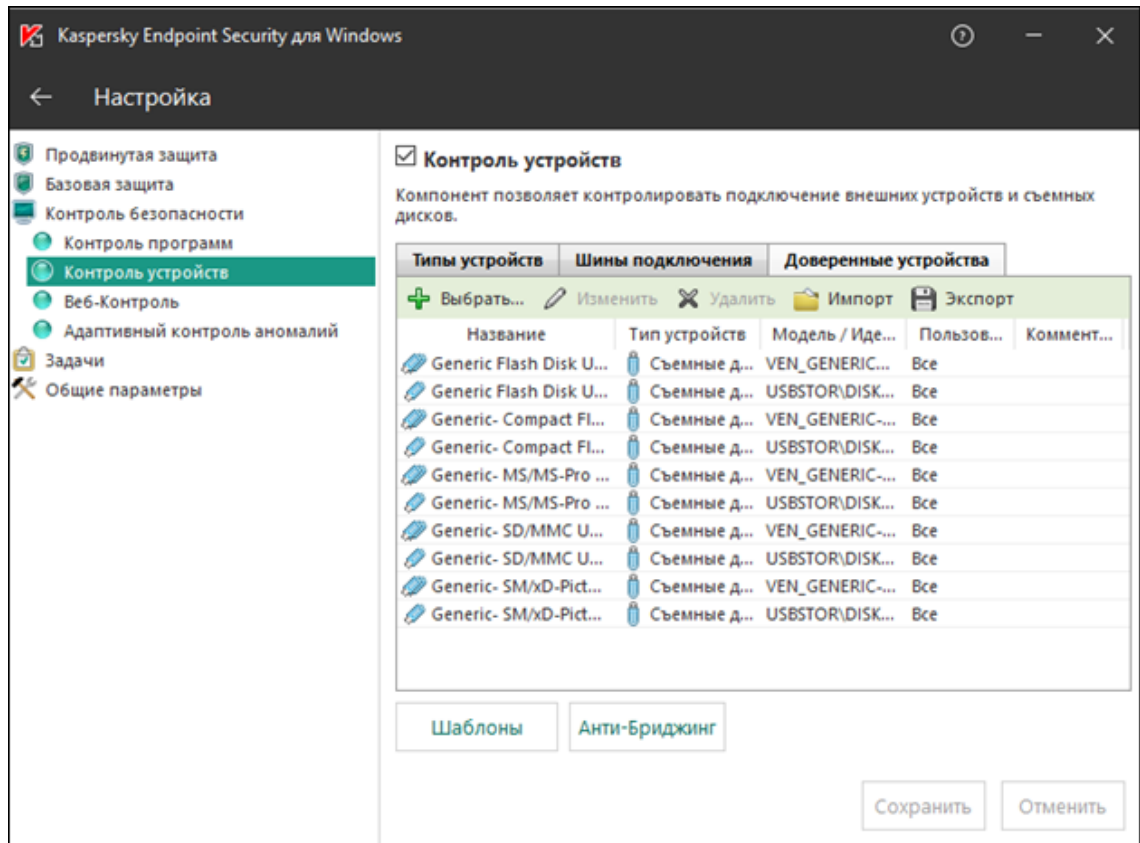 Kaspersky Endpoint Security для Windows
Настройка
Продвинутая защита
Базовая защита
Контроль безопасности
Контроль программ
Контроль устройств
Веб-Контроль
Адаптивный контроль аномалий
Задачи
Общие параметры
Контроль устройств
Компонент позволяет контролировать подключение внешних устройств и съемных
дисков.
Типы устройств Шины подключения Доверенные устройства
Выбрать... Изменить Удалить Импорт Экспорт
Название Тип устройств Модель / Иде... Пользов... Коммент...
Generic Flash Disk U... Съемные д... VEN_GENERIC... Все
Generic Flash Disk U... Съемные д... USBSTOR\DISK... Все
Generic- Compact Fl... Съемные д... VEN_GENERIC-... Все
Generic- Compact Fl... Съемные д... USBSTOR\DISK... Все
Generic- MS/MS-Pro ... Съемные д... VEN_GENERIC-... Все
Generic- MS/MS-Pro ... Съемные д... USBSTOR\DISK... Все
Generic- SD/MMC U... Съемные д... VEN_GENERIC-... Все
Generic- SD/MMC U... Съемные д... USBSTOR\DISK... Все
Generic- SM/xD-Pict... Съемные д... VEN_GENERIC-... Все
Generic- SM/xD-Pict... Съемные д... USBSTOR\DISK... Все
Шаблоны Анти-Бриджинг
Сохранить Отменить